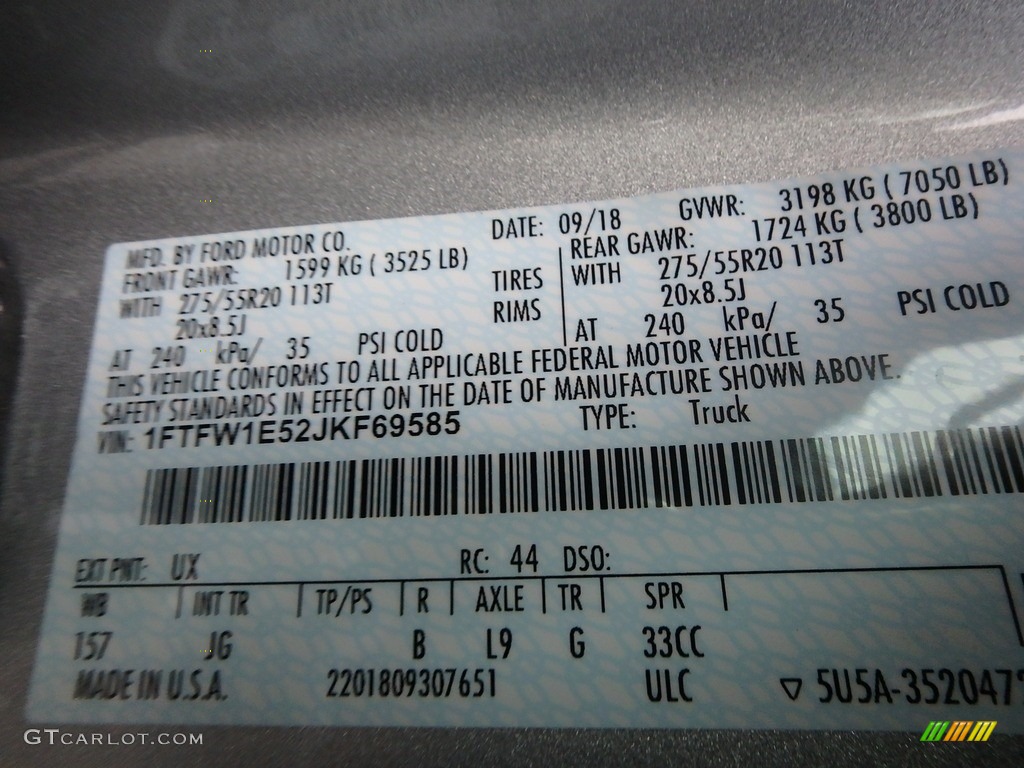 MFD. BY FORD MOTOR CO. DATE: 09/18 GVWR: 3198 KG ( 7050 LB)
FRONT GAWR: 1599 KG ( 3525 LB) REAR GAWR: 1724 KG ( 3800 LB)
WITH 275/55R20 113T TIRES WITH 275/55R20 113T
20x8.5J RIMS 20x8.5J
AT 240 kPa/ 35 PSI COLD AT 240 kPa/ 35 PSI COLD
THIS VEHICLE CONFORMS TO ALL APPLICABLE FEDERAL MOTOR VEHICLE
SAFETY STANDARDS IN EFFECT ON THE DATE OF MANUFACTURE SHOWN ABOVE.
VIN: 1FTFW1E52JKF69585 TYPE: Truck
EXT PNT: UX RC: 44 DSO:
WB INT TR TP/PS R AXLE TR SPR
157 JG B L9 G 33CC
MADE IN U.S.A. 2201809307651 ULC ▽ 5U5A-352047
GTCARLOT.COM